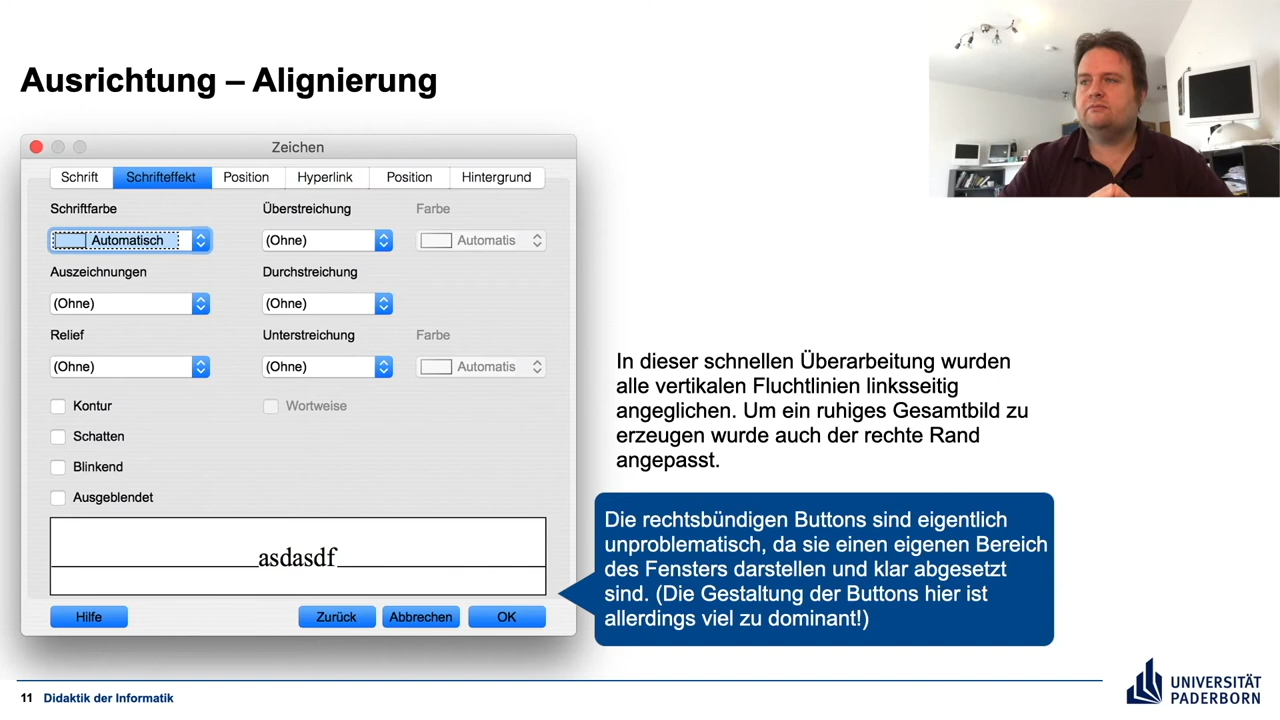 Ausrichtung – Alignierung
Zeichen
Schrift Schrifteffekt Position Hyperlink Position Hintergrund
Schriftfarbe Überstreichung Farbe
Automatisch (Ohne) Automatis
Auszeichnungen Durchstreichung
(Ohne) (Ohne)
Relief Unterstreichung Farbe
(Ohne) (Ohne) Automatis
Kontur Wortweise
Schatten
Blinkend
Ausgeblendet
asdasdf
Hilfe Zurück Abbrechen OK
In dieser schnellen Überarbeitung wurden
alle vertikalen Fluchtlinien linksseitig
angeglichen. Um ein ruhiges Gesamtbild zu
erzeugen wurde auch der rechte Rand
angepasst.
Die rechtsbündigen Buttons sind eigentlich
unproblematisch, da sie einen eigenen Bereich
des Fensters darstellen und klar abgesetzt
sind. (Die Gestaltung der Buttons hier ist
allerdings viel zu dominant!)
11 Didaktik der Informatik
UNIVERSITÄT
PADERBORN